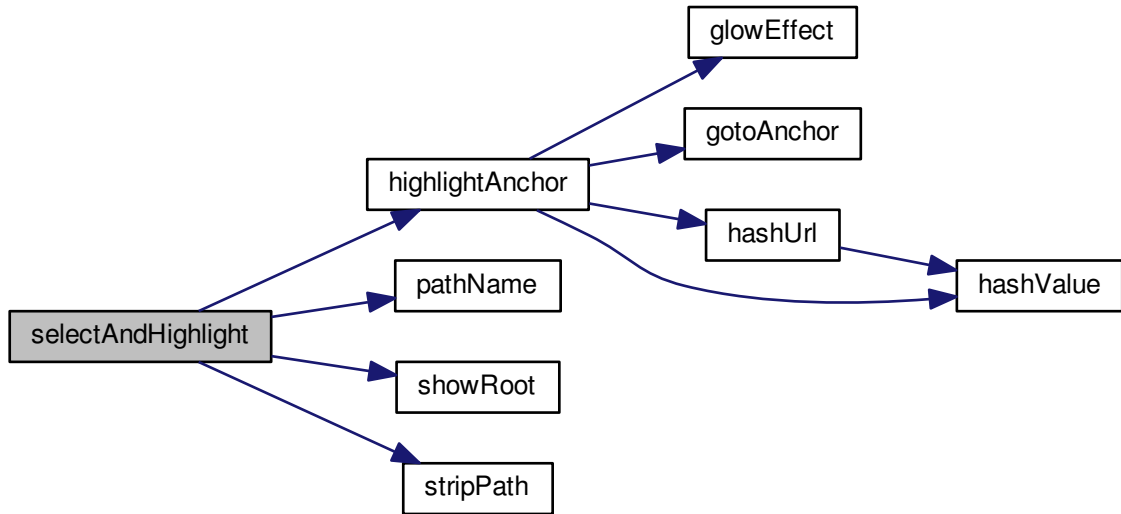 glowEffect
gotoAnchor
highlightAnchor
hashUrl
pathName
hashValue
selectAndHighlight
showRoot
stripPath